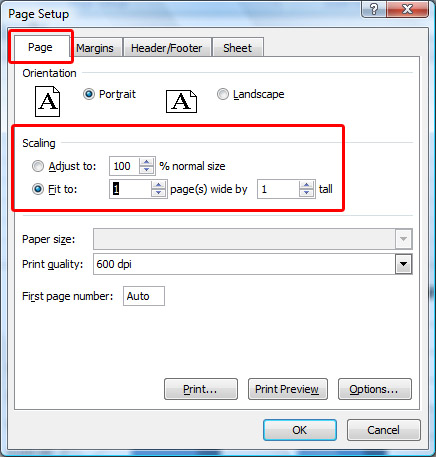 Page Setup
Page Margins Header/Footer Sheet
Orientation
A Portrait A Landscape
Scaling
Adjust to: 100 % normal size
Fit to: 1 page(s) wide by 1 tall
Paper size:
Print quality: 600 dpi
First page number: Auto
Print... Print Preview Options...
OK Cancel